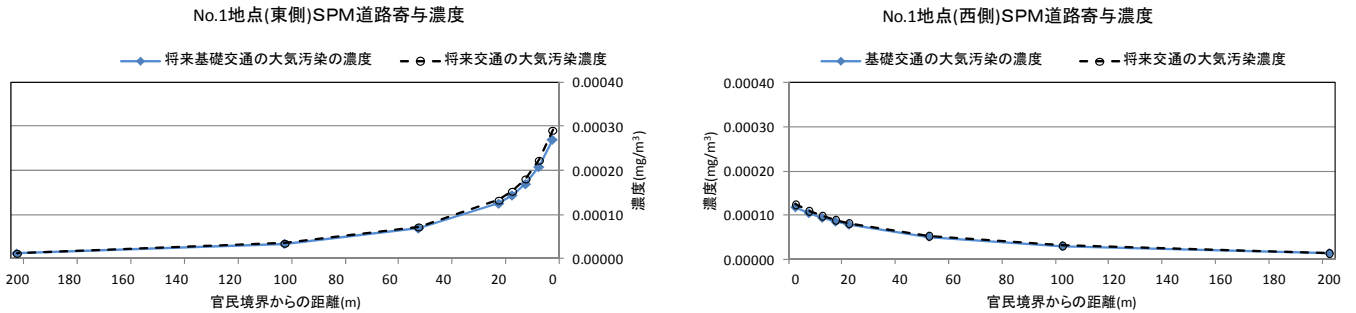 No.1地点(東側)SPM道路寄与濃度
将来基礎交通の大気汚染の濃度
将来交通の大気汚染濃度
0.00040
0.00030
0.00020
0.00010
0.00000
濃度(mg/m³)
200 180 160 140 120 100 80 60 40 20 0
官民境界からの距離(m)
No.1地点(西側)SPM道路寄与濃度
基礎交通の大気汚染の濃度
将来交通の大気汚染濃度
0.00040
0.00030
0.00020
0.00010
0.00000
濃度(mg/m³)
0 20 40 60 80 100 120 140 160 180 200
官民境界からの距離(m)